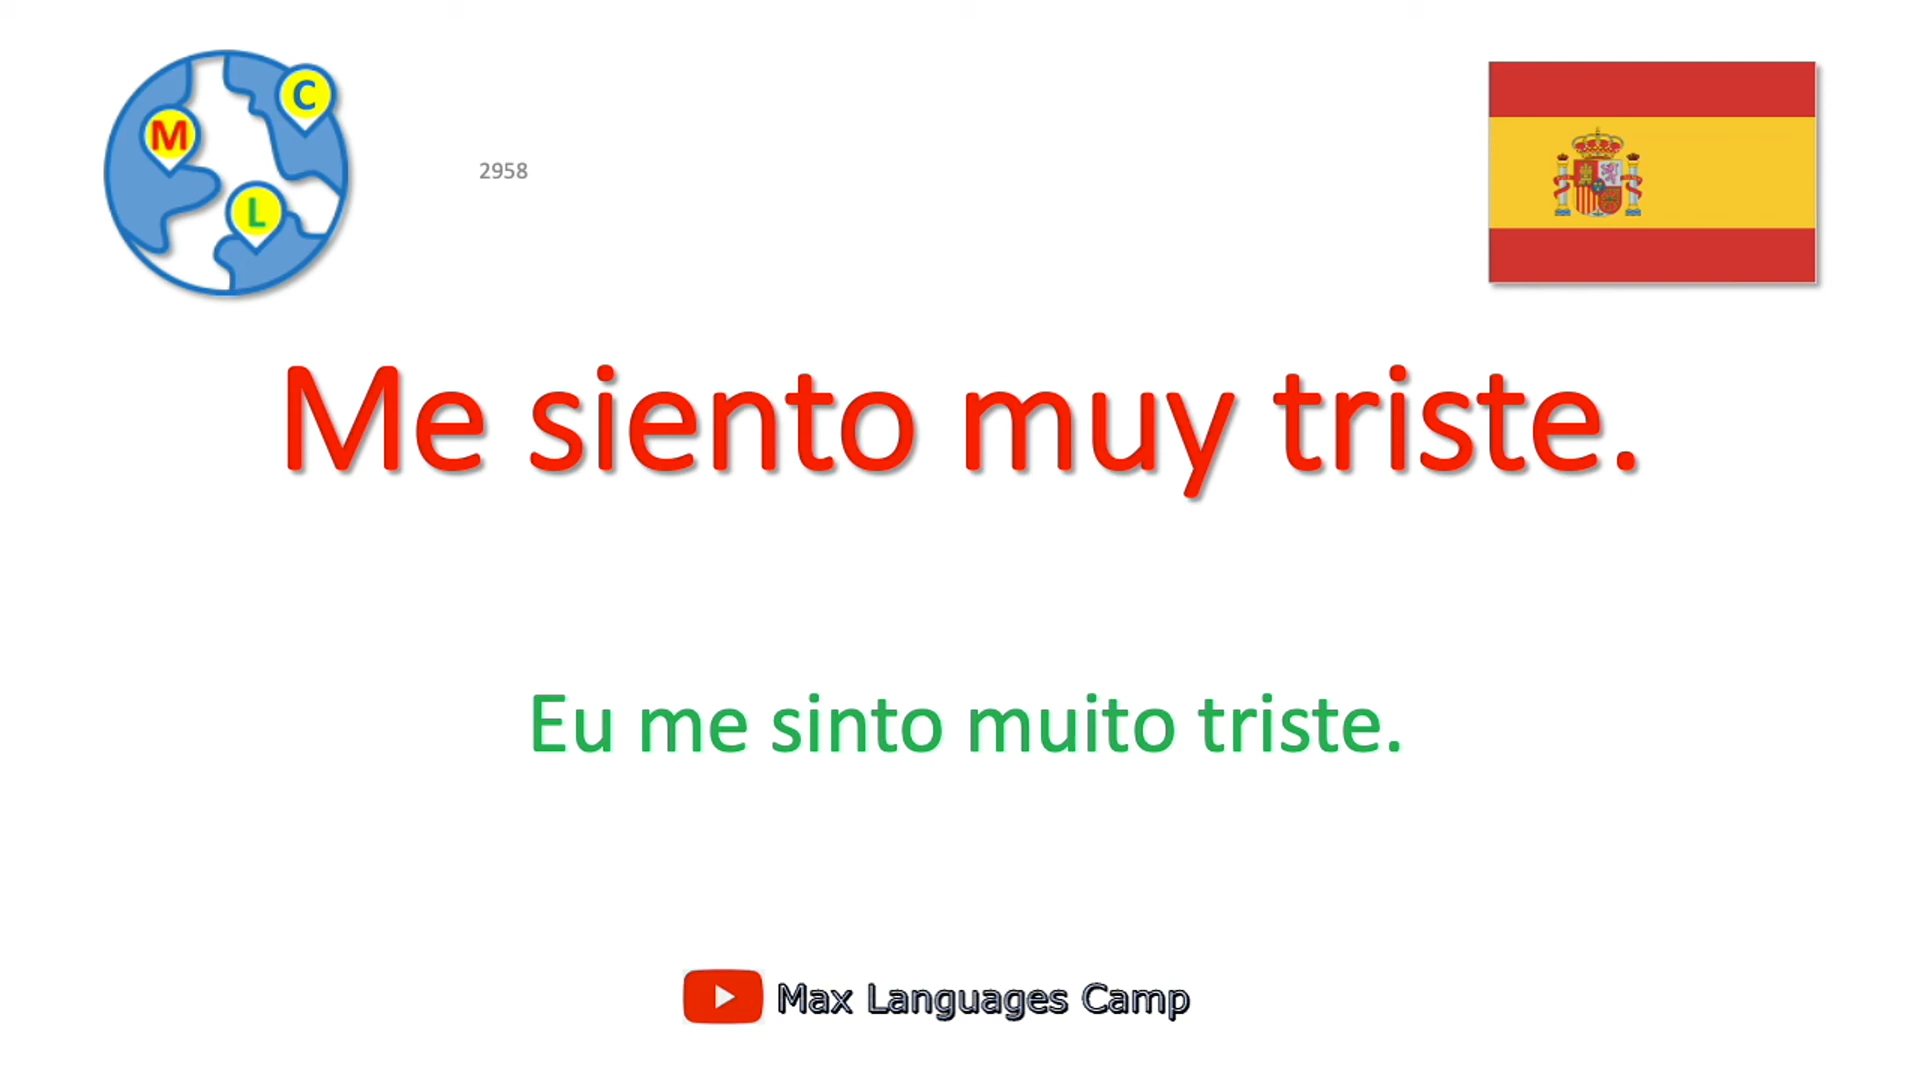 M
C
L
2958
Me siento muy triste.
Eu me sinto muito triste.
Max Languages Camp